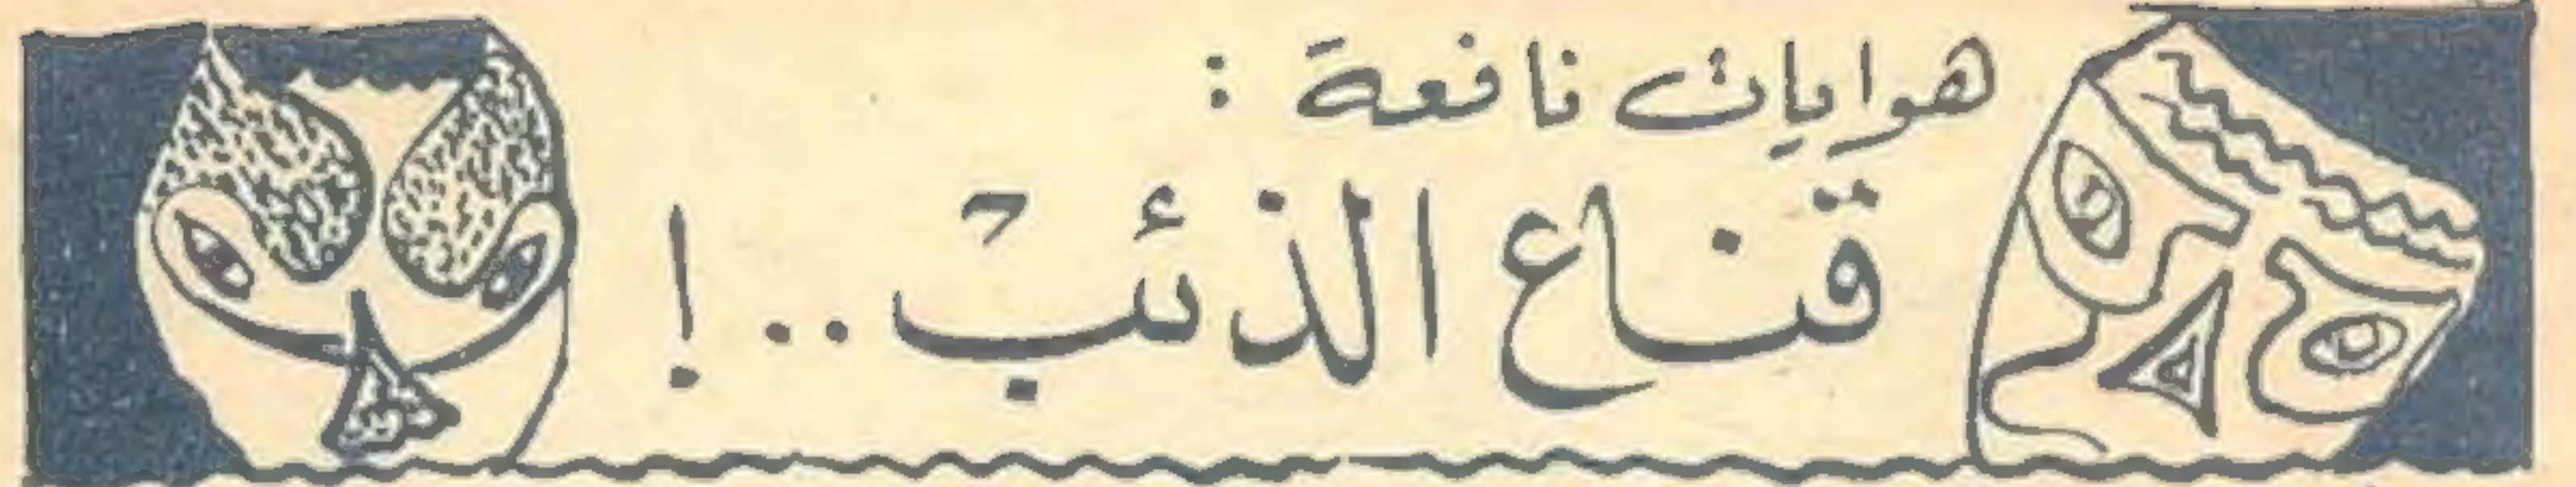 هوايات نافعة :
قناع الذئب .. !